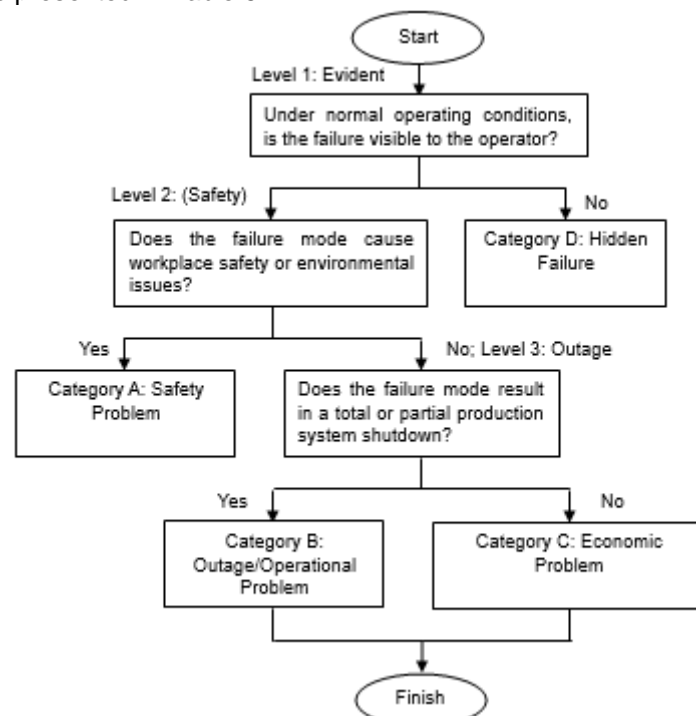 presented
Start
Level 1: Evident
Under normal operating conditions,
is the failure visible to the operator?
Level 2: (Safety)
No
Does the failure mode cause
workplace safety or environmental
issues?
Category D: Hidden
Failure
Yes
No; Level 3: Outage
Category A: Safety
Problem
Does the failure mode result
in a total or partial production
system shutdown?
Yes
No
Category B:
Outage/Operational
Problem
Category C: Economic
Problem
Finish